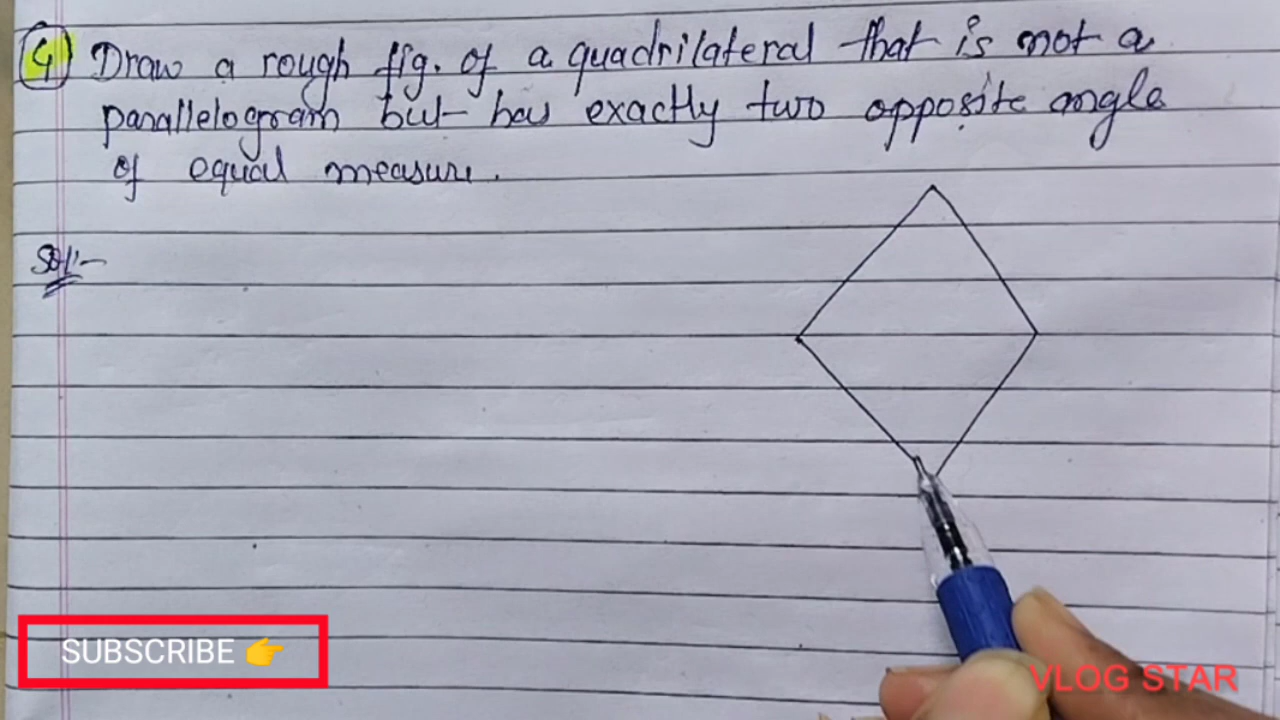 4 Draw a rough fig. of a quadrilateral that is not a
parallelogram but has exactly two opposite angle
of equal measure.
Sol:-
SUBSCRIBE 👉
VLOG STAR